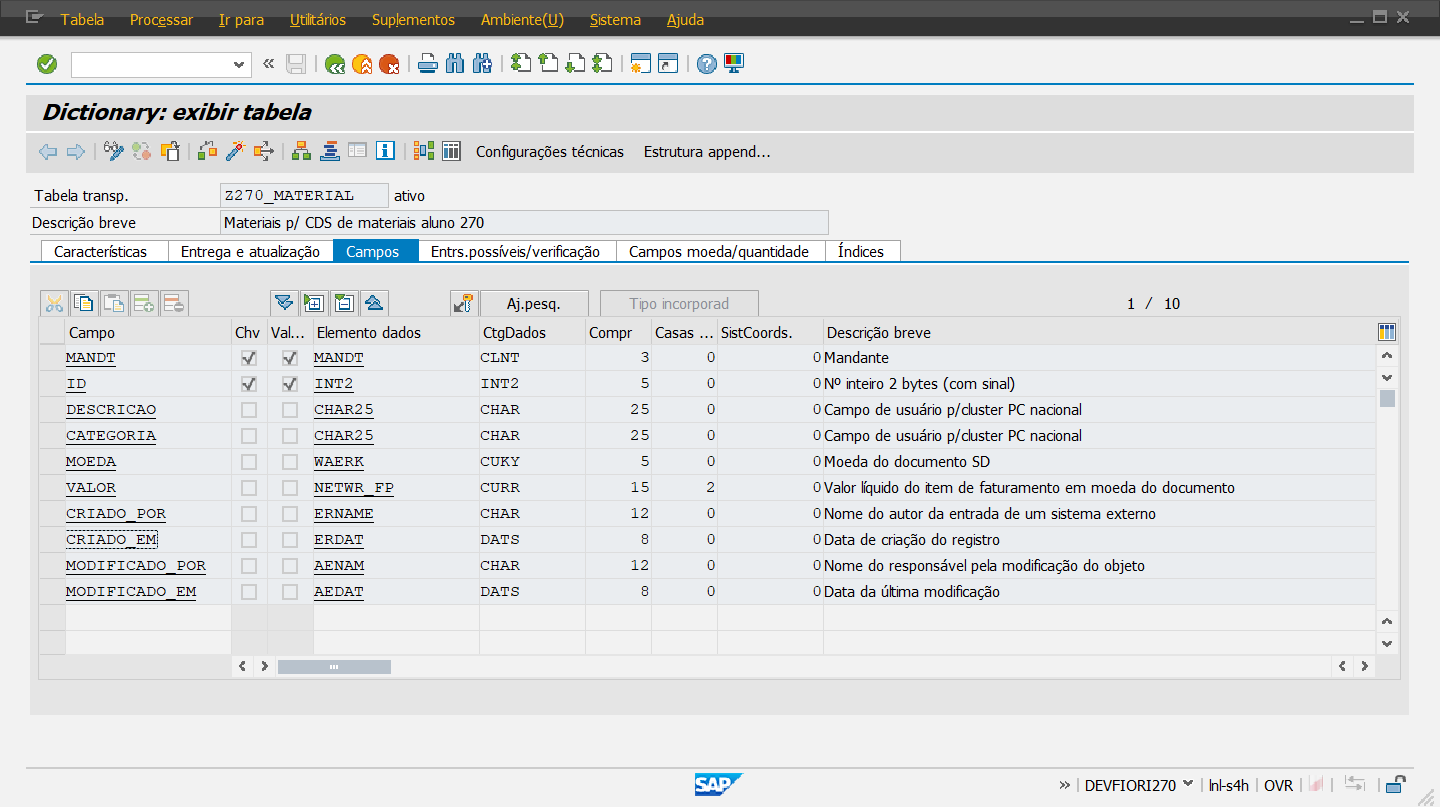 Tabela Processar Ir para Utilitários Suplementos Ambiente(U) Sistema Ajuda
Dictionary: exibir tabela
Configurações técnicas Estrutura append...
Tabela transp. Z270_MATERIAL ativo
Descrição breve Materiais p/ CDS de materiais aluno 270
Características Entrega e atualização Campos Entrs.possíveis/verificação Campos moeda/quantidade Índices
Aj.pesq. Tipo incorporad 1 / 10
Campo Chv Val... Elemento dados CtgDados Compr Casas ... SistCoords. Descrição breve
MANDT MANDT CLNT 3 0 0 Mandante
ID INT2 INT2 5 0 0 Nº inteiro 2 bytes (com sinal)
DESCRICAO CHAR25 CHAR 25 0 0 Campo de usuário p/cluster PC nacional
CATEGORIA CHAR25 CHAR 25 0 0 Campo de usuário p/cluster PC nacional
MOEDA WAERK CUKY 5 0 0 Moeda do documento SD
VALOR NETWR_FP CURR 15 2 0 Valor líquido do item de faturamento em moeda do documento
CRIADO_POR ERNAME CHAR 12 0 0 Nome do autor da entrada de um sistema externo
CRIADO_EM ERDAT DATS 8 0 0 Data de criação do registro
MODIFICADO_POR AENAM CHAR 12 0 0 Nome do responsável pela modificação do objeto
MODIFICADO_EM AEDAT DATS 8 0 0 Data da última modificação
SAP DEVFIORI270 lnl-s4h OVR